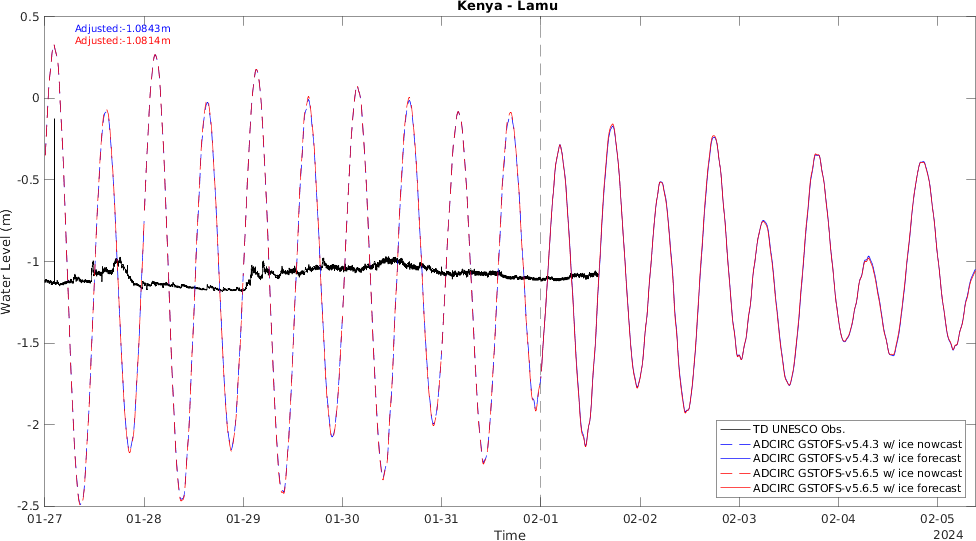 Kenya - Lamu
Adjusted:-1.0843m
Adjusted:-1.0814m
0.5
0
-0.5
-1
-1.5
-2
-2.5
Water Level (m)
01-27 01-28 01-29 01-30 01-31 02-01 02-02 02-03 02-04 02-05
Time
2024
TD UNESCO Obs.
ADCIRC GSTOFS-v5.4.3 w/ ice nowcast
ADCIRC GSTOFS-v5.4.3 w/ ice forecast
ADCIRC GSTOFS-v5.6.5 w/ ice nowcast
ADCIRC GSTOFS-v5.6.5 w/ ice forecast